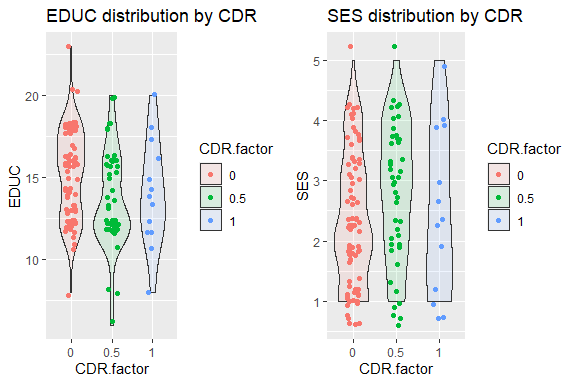 EDUC distribution by CDR
EDUC
20
15
10
0
0.5
1
CDR.factor
CDR.factor
0
0.5
1
SES distribution by CDR
SES
5
4
3
2
1
0
0.5
1
CDR.factor
CDR.factor
0
0.5
1